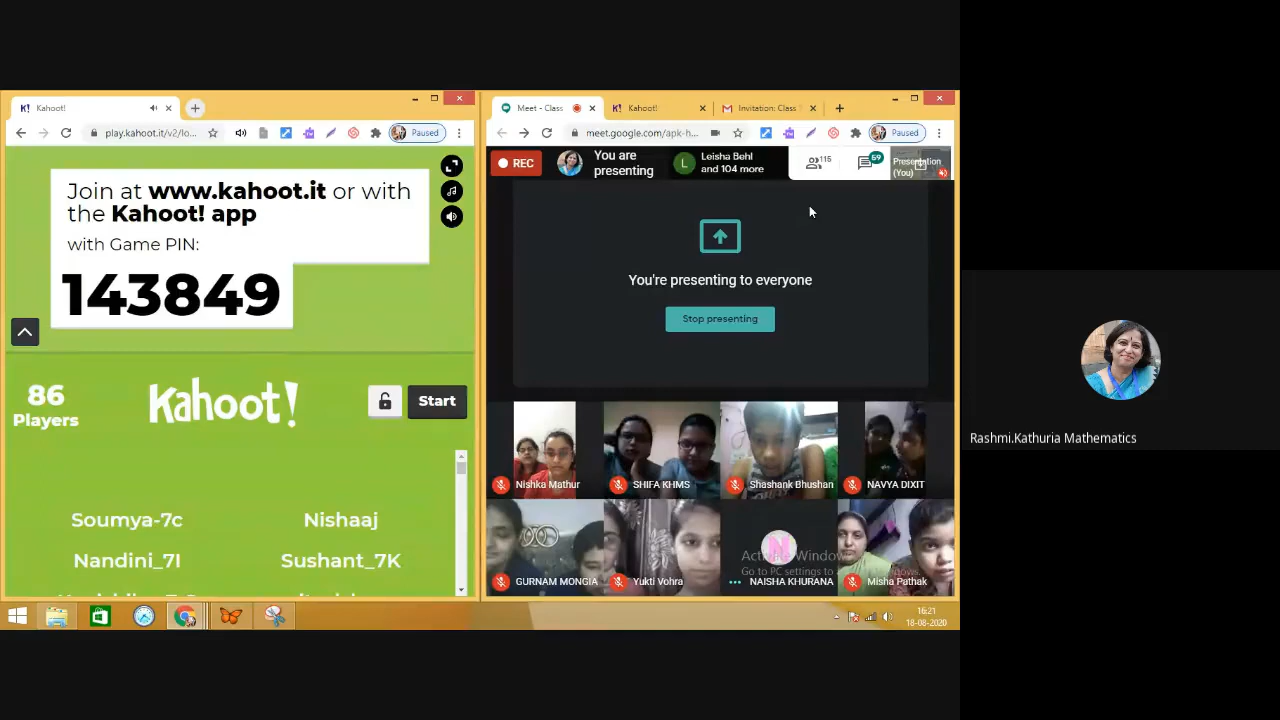 Kahoot!
play.kahoot.it/v2/lo...
Paused
Join at www.kahoot.it or with
the Kahoot! app
with Game PIN:
143849
86
Players
Kahoot!
Start
Soumya-7c
Nishaaj
Nandini_7I
Sushant_7K
Meet - Class
Kahoot!
Invitation: Class
meet.google.com/apk-h...
Paused
REC
You are
presenting
L
Leisha Behl
and 104 more
115
59
Presentation
(You)
You're presenting to everyone
Stop presenting
Nishka Mathur
SHIFA KHMS
Shashank Bhushan
NAVYA DIXIT
GURNAM MONGIA
Yukti Vohra
N
NAISHA KHURANA
Misha Pathak
Activate Windows
Go to PC settings to activate Windows.
16:21
18-08-2020
Rashmi.Kathuria Mathematics